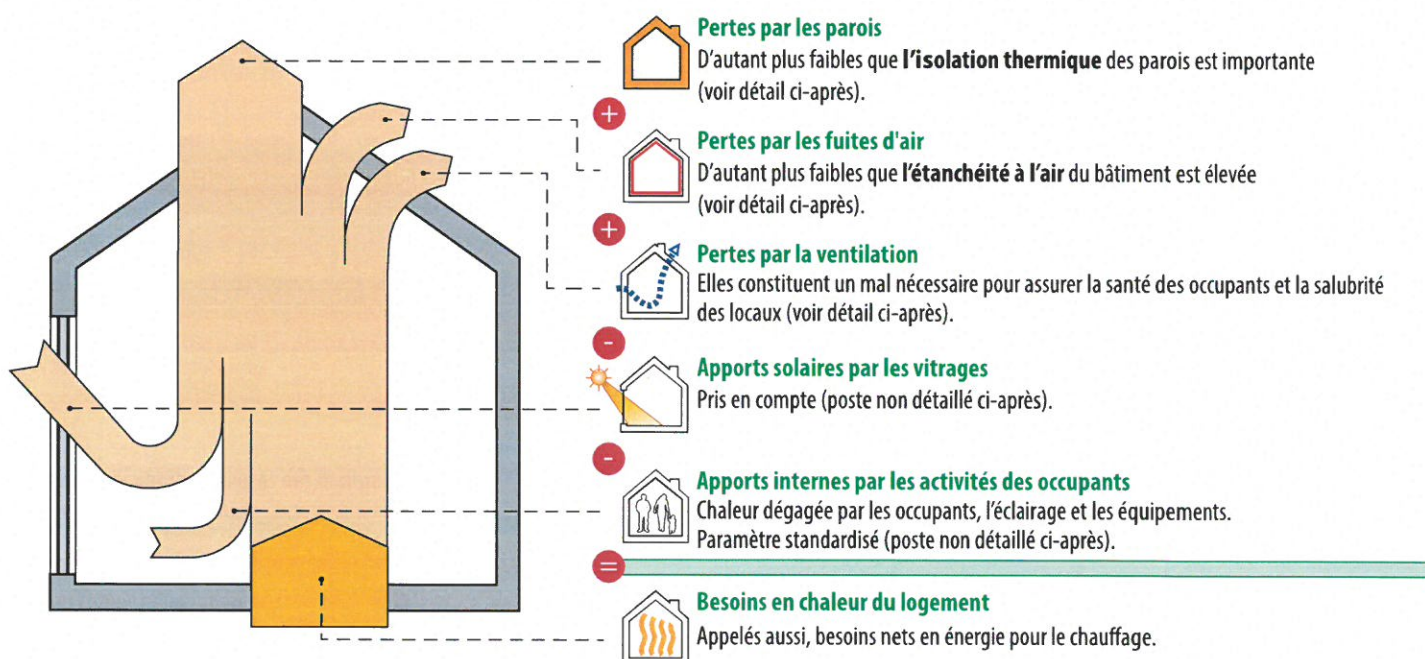 Pertes par les parois
D'autant plus faibles que l'isolation thermique des parois est importante
(voir détail ci-après).
+
Pertes par les fuites d'air
D'autant plus faibles que l'étanchéité à l'air du bâtiment est élevée
(voir détail ci-après).
+
Pertes par la ventilation
Elles constituent un mal nécessaire pour assurer la santé des occupants et la salubrité
des locaux (voir détail ci-après).
-
Apports solaires par les vitrages
Pris en compte (poste non détaillé ci-après).
-
Apports internes par les activités des occupants
Chaleur dégagée par les occupants, l'éclairage et les équipements.
Paramètre standardisé (poste non détaillé ci-après).
=
Besoins en chaleur du logement
Appelés aussi, besoins nets en énergie pour le chauffage.